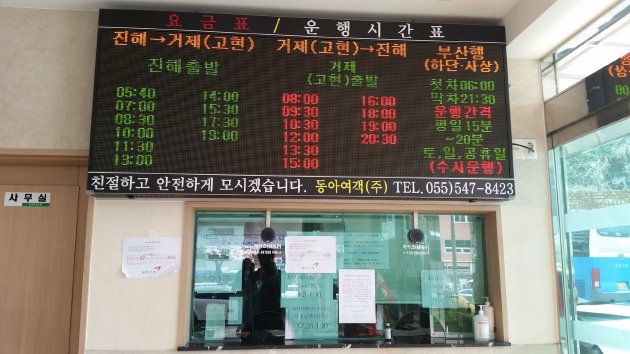 요금표 / 운행시간표
진해→거제(고현) 거제(고현)→진해 부산행
(하단·사상)
진해출발
거제
(고현)출발
05:40 14:00
07:00 15:30
08:30 17:30
10:00 19:00
11:30
13:00
08:00 16:00
09:30 18:00
10:30 19:00
12:00 20:30
13:30
15:00
첫차06:00
막차21:30
운행간격
평일15분
~20분
토,일,공휴일
(수시운행)
친절하고 안전하게 모시겠습니다. 동아여객(주) TEL.055)547-8423
사무실